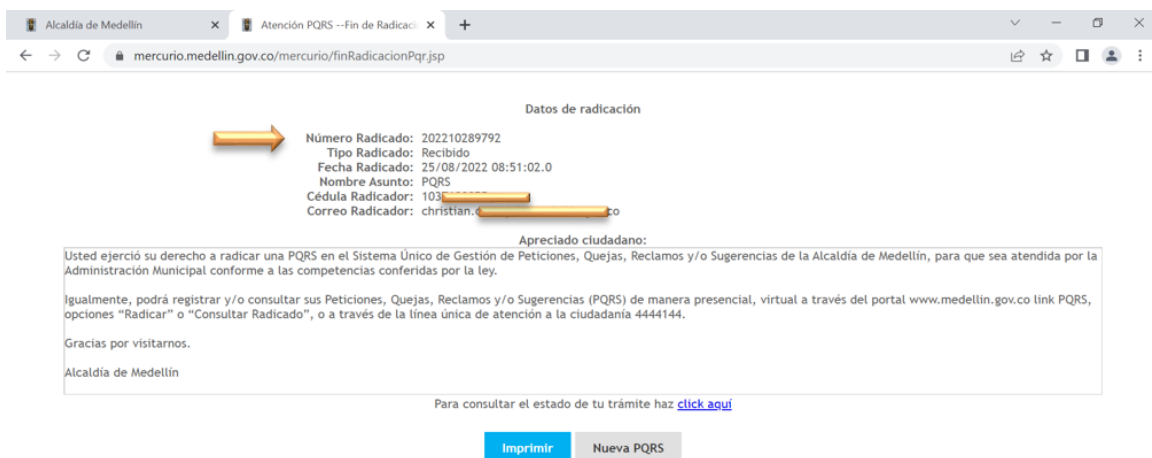 Alcaldía de Medellín
Atención PQRS --Fin de Radicaci
mercurio.medellin.gov.co/mercurio/finRadicacionPqr.jsp
Datos de radicación
Número Radicado: 202210289792
Tipo Radicado: Recibido
Fecha Radicado: 25/08/2022 08:51:02.0
Nombre Asunto: PQRS
Cédula Radicador: 103
Correo Radicador: christian. co
Apreciado ciudadano:
Usted ejerció su derecho a radicar una PQRS en el Sistema Único de Gestión de Peticiones, Quejas, Reclamos y/o Sugerencias de la Alcaldía de Medellín, para que sea atendida por la
Administración Municipal conforme a las competencias conferidas por la ley.
Igualmente, podrá registrar y/o consultar sus Peticiones, Quejas, Reclamos y/o Sugerencias (PQRS) de manera presencial, virtual a través del portal www.medellin.gov.co link PQRS,
opciones “Radicar” o “Consultar Radicado”, o a través de la línea única de atención a la ciudadanía 4444144.
Gracias por visitarnos.
Alcaldía de Medellín
Para consultar el estado de tu trámite haz click aquí
Imprimir Nueva PQRS